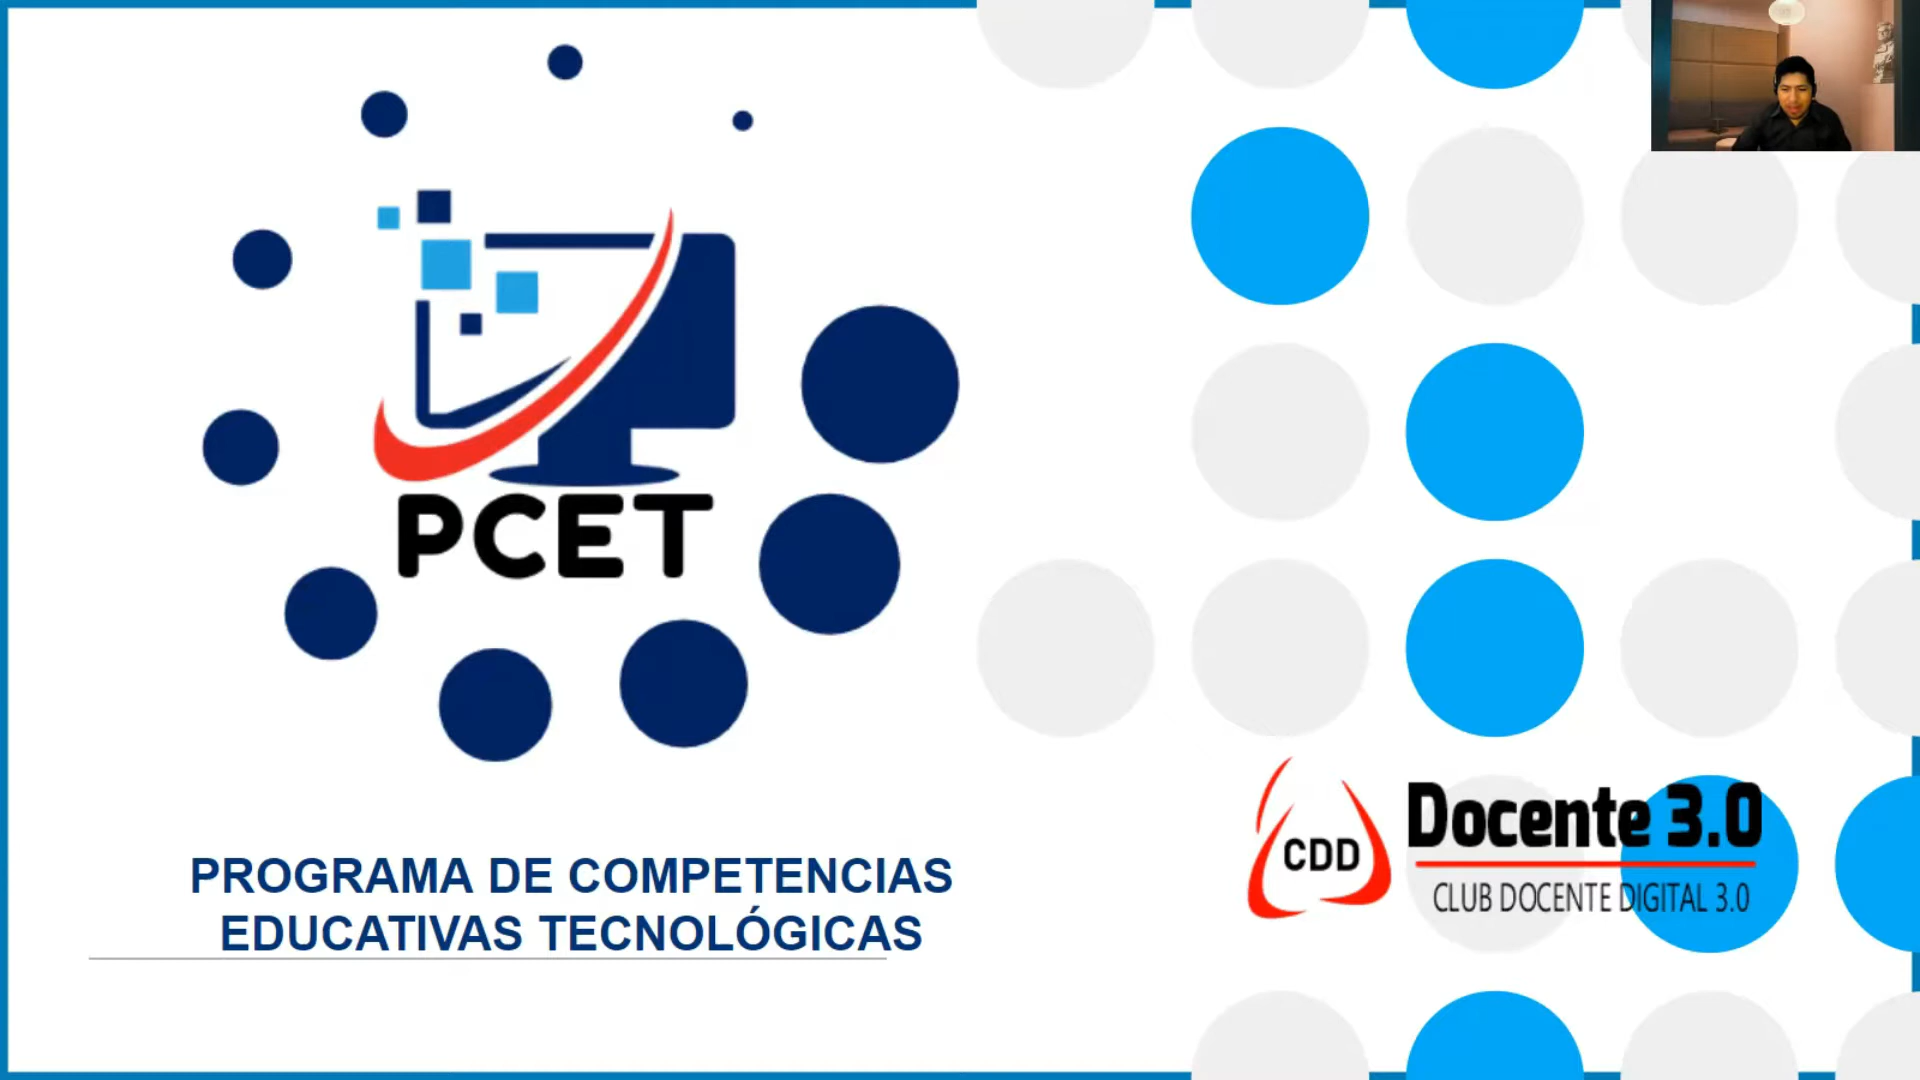 PCET
PROGRAMA DE COMPETENCIAS
EDUCATIVAS TECNOLÓGICAS
CDD
Docente 3.0
CLUB DOCENTE DIGITAL 3.0